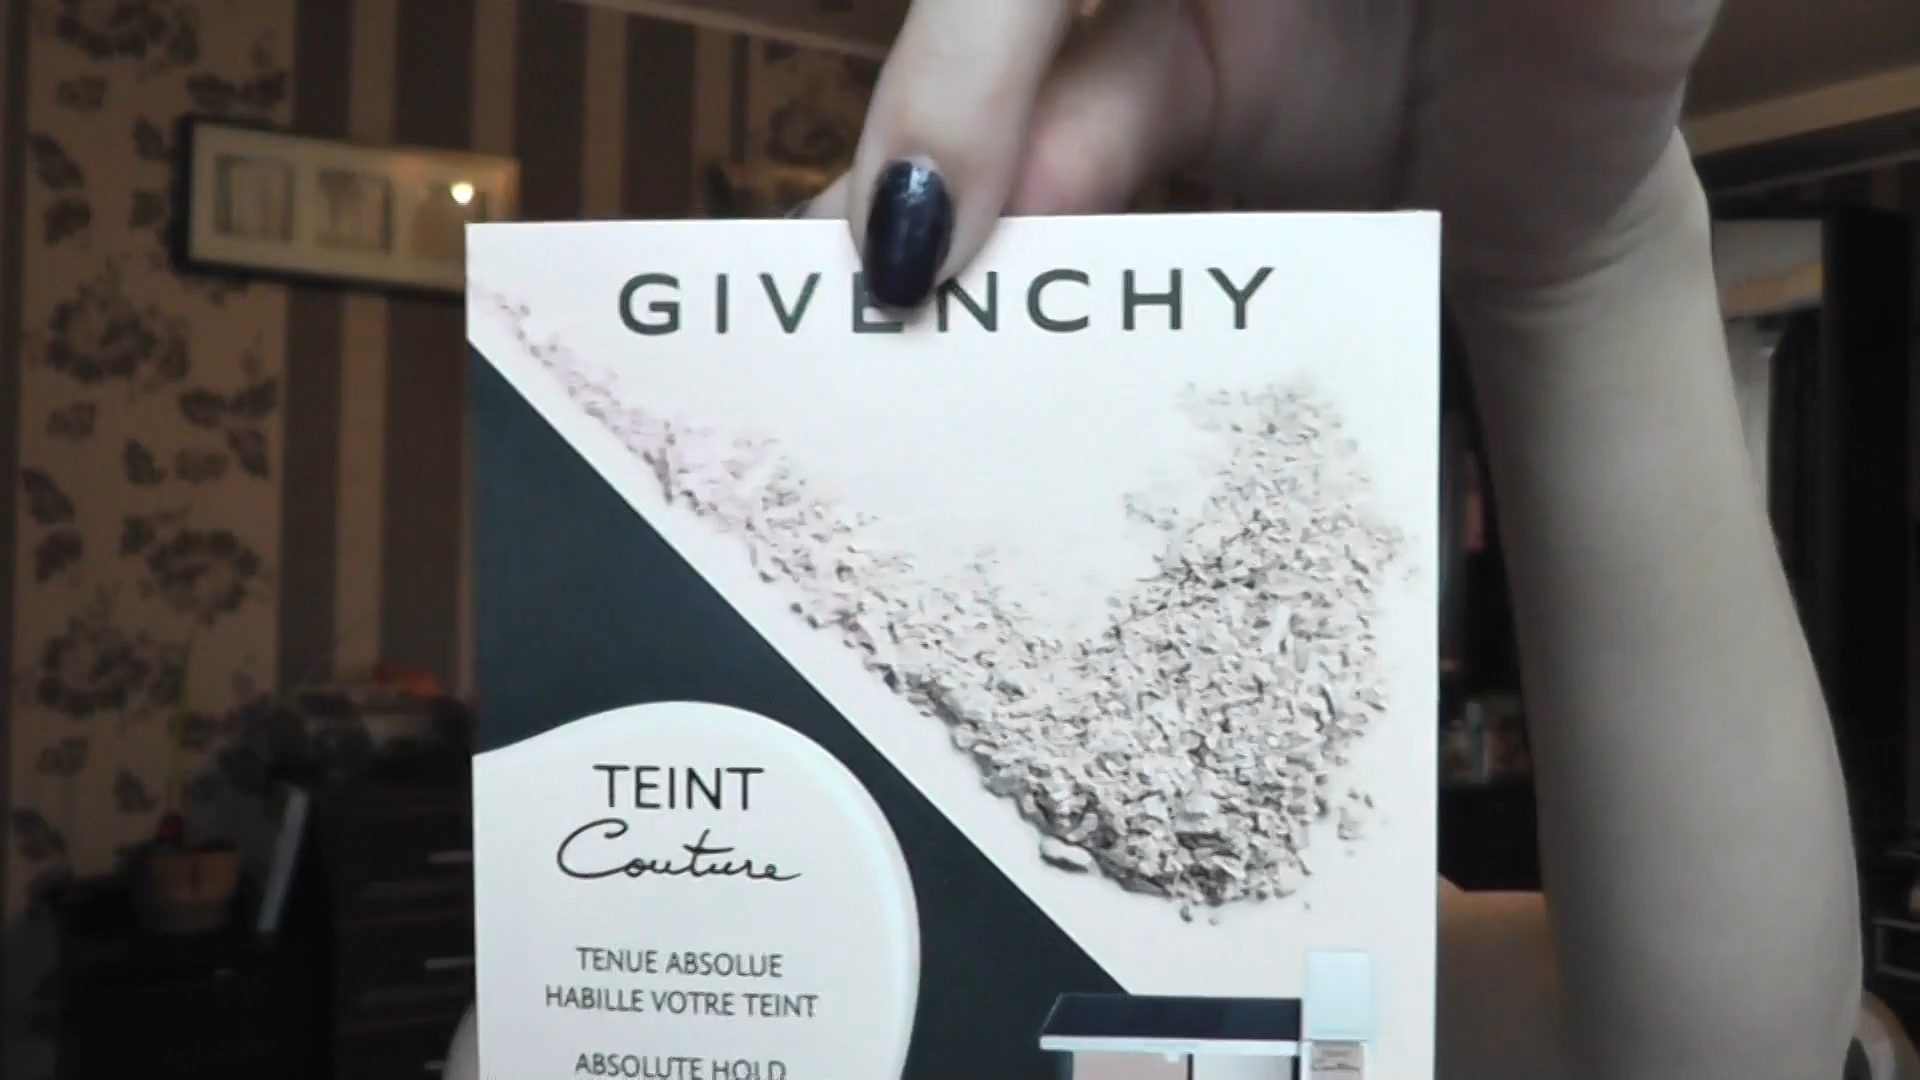 GIVENCHY
TEINT
Couture
TENUE ABSOLUE
HABILLE VOTRE TEINT
ABSOLUTE HOLD